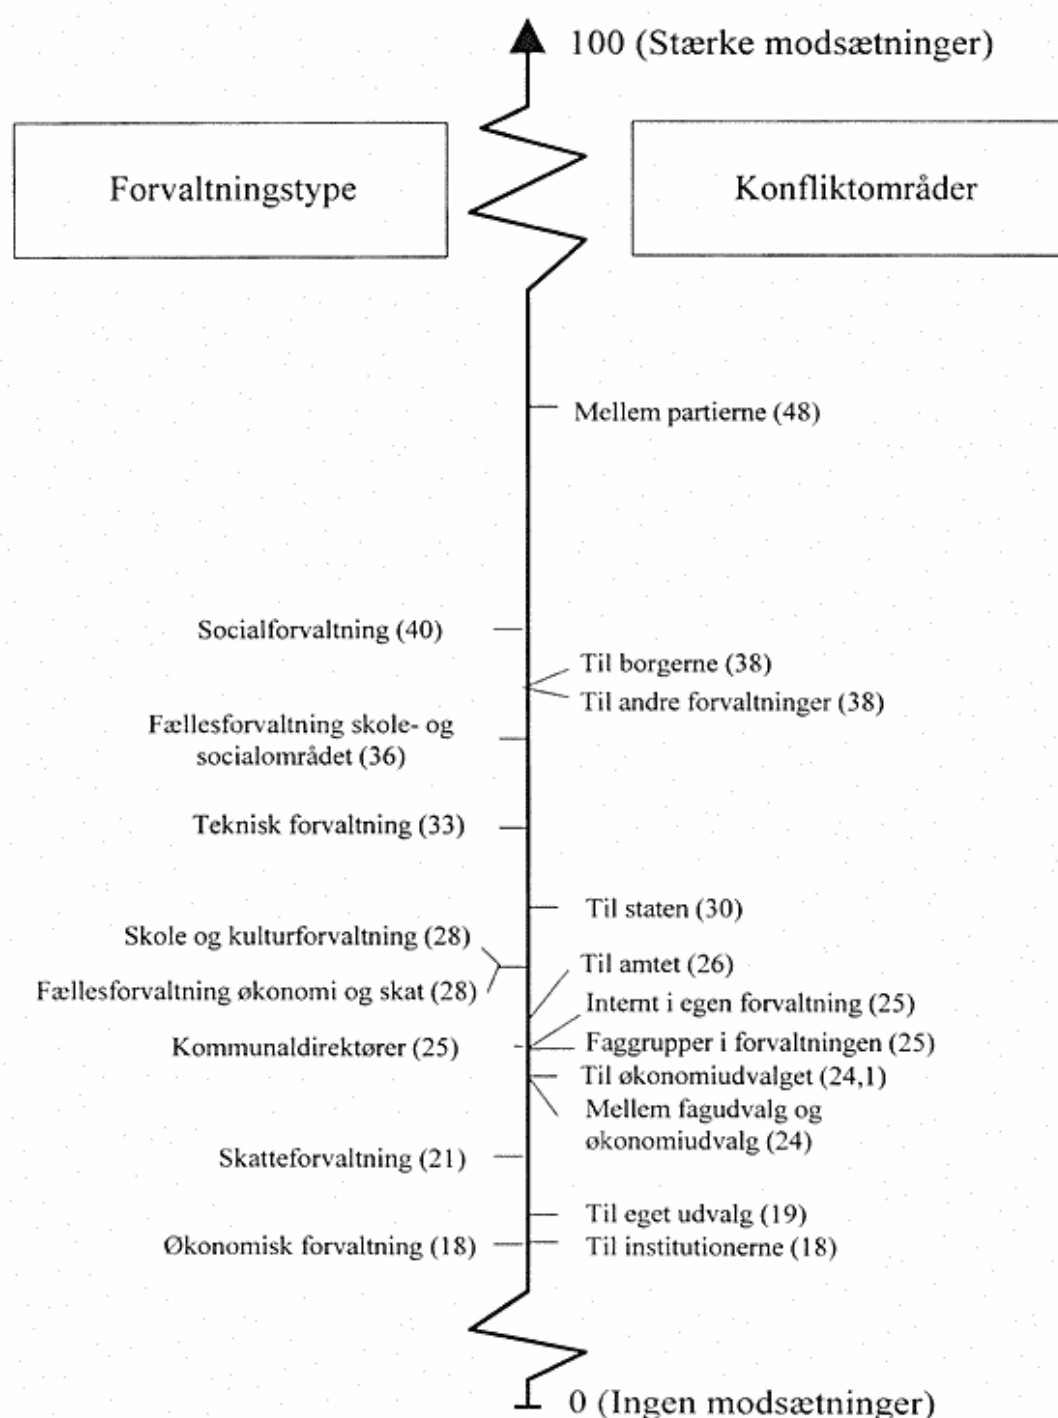 100 (Stærke modsætninger)
Forvaltningstype
Konfliktområder
Mellem partierne (48)
Socialforvaltning (40)
Til borgerne (38)
Til andre forvaltninger (38)
Fællesforvaltning skole- og
socialområdet (36)
Teknisk forvaltning (33)
Til staten (30)
Skole og kulturforvaltning (28)
Fællesforvaltning økonomi og skat (28)
Til amtet (26)
Internt i egen forvaltning (25)
Kommunaldirektører (25)
Faggrupper i forvaltningen (25)
Til økonomiudvalget (24,1)
Mellem fagudvalg og
økonomiudvalg (24)
Skatteforvaltning (21)
Til eget udvalg (19)
Økonomisk forvaltning (18)
Til institutionerne (18)
0 (Ingen modsætninger)